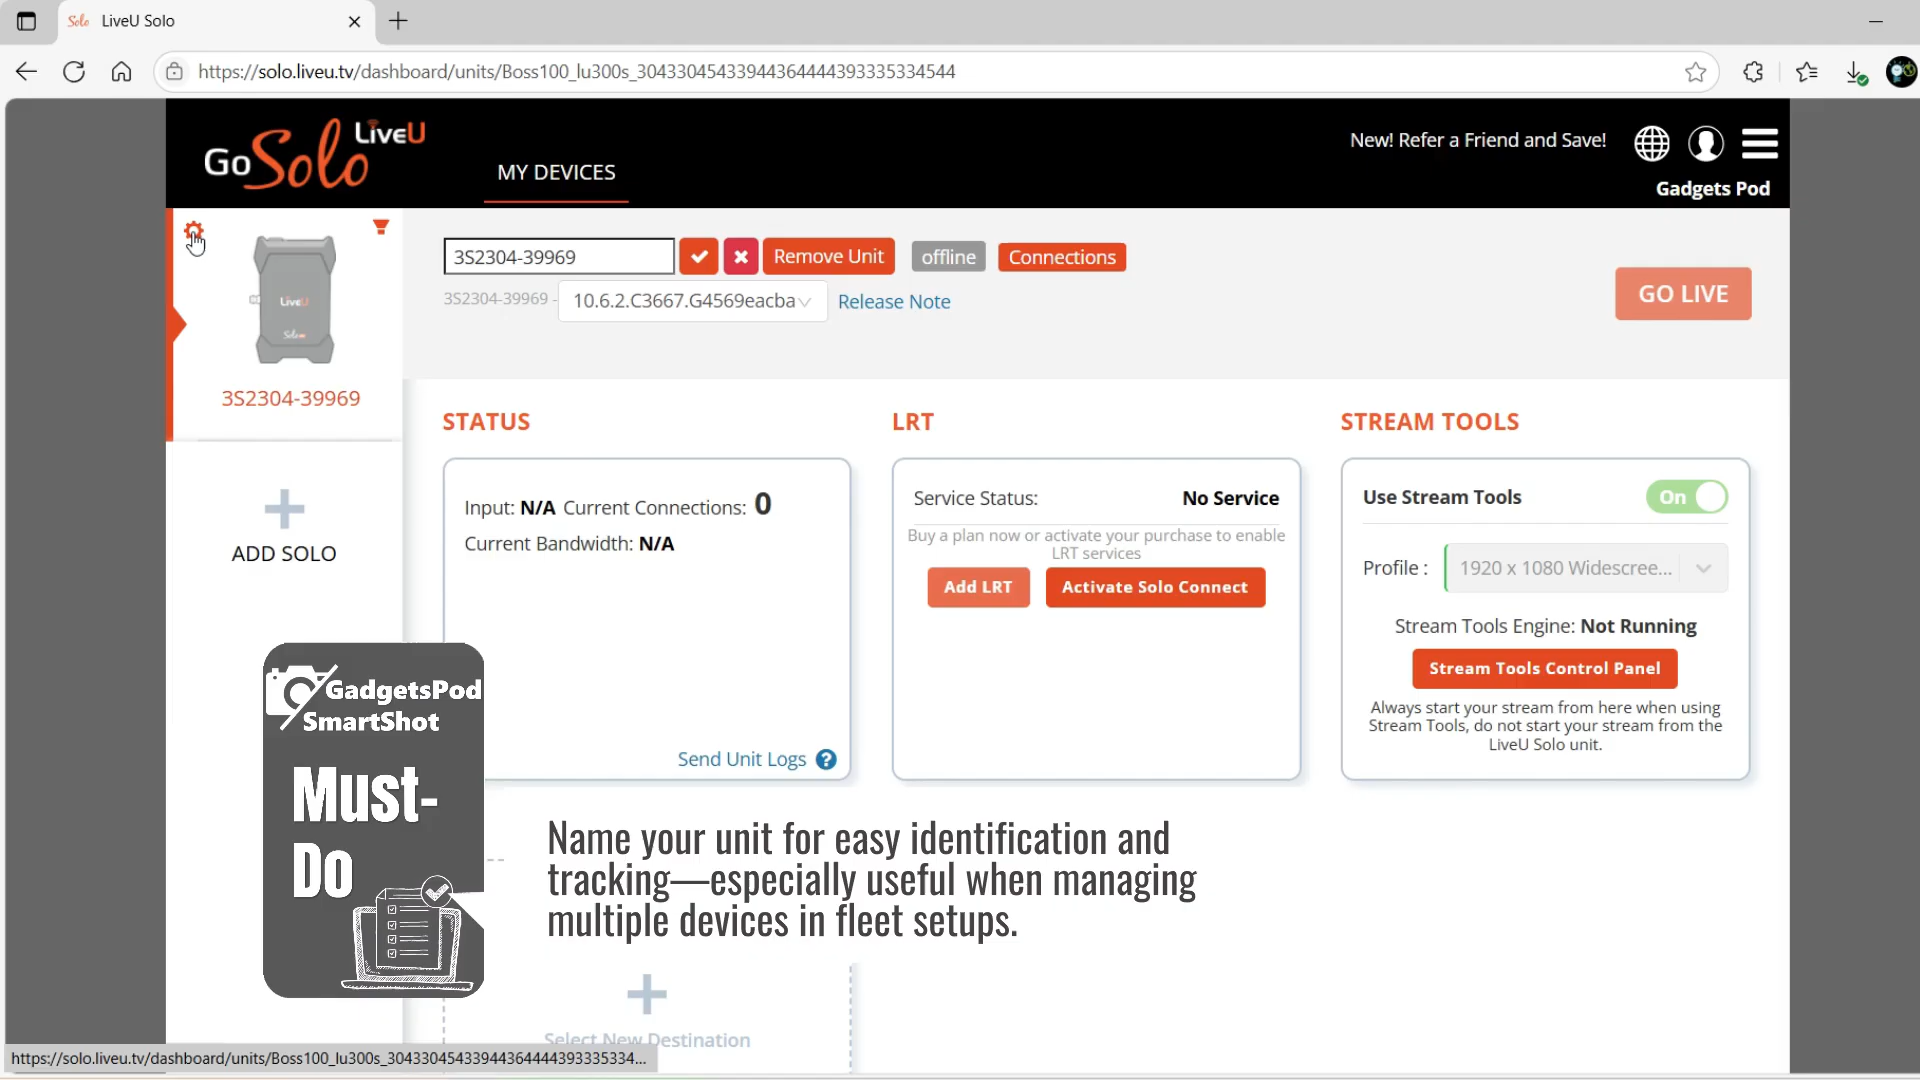 Solo LiveU Solo
https://solo.liveu.tv/dashboard/units/Boss100_lu300s_30433045433944364444393335334544
Go Solo LiveU
MY DEVICES
New! Refer a Friend and Save!
Gadgets Pod
LiveU
Solo
3S2304-39969
ADD SOLO
3S2304-39969
Remove Unit
offline
Connections
3S2304-39969 -
10.6.2.C3667.G4569eacba
Release Note
GO LIVE
STATUS
Input: N/A Current Connections: 0
Current Bandwidth: N/A
Send Unit Logs ?
LRT
Service Status: No Service
Buy a plan now or activate your purchase to enable
LRT services
Add LRT
Activate Solo Connect
STREAM TOOLS
Use Stream Tools On
Profile : 1920 x 1080 Widescree...
Stream Tools Engine: Not Running
Stream Tools Control Panel
Always start your stream from here when using
Stream Tools, do not start your stream from the
LiveU Solo unit.
GadgetsPod
SmartShot
Must-
Do
Name your unit for easy identification and
tracking—especially useful when managing
multiple devices in fleet setups.
Select New Destination
https://solo.liveu.tv/dashboard/units/Boss100_lu300s_30433045433944364444393335334...